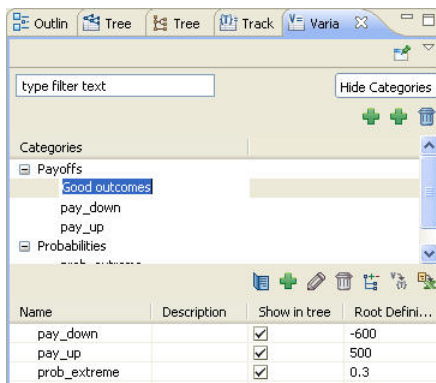 Outlin Tree Tree Track Varia
type filter text Hide Categories
Categories
Payoffs
Good outcomes
pay_down
pay_up
Probabilities
prob_extreme
Name Description Show in tree Root Defini...
pay_down -600
pay_up 500
prob_extreme 0.3